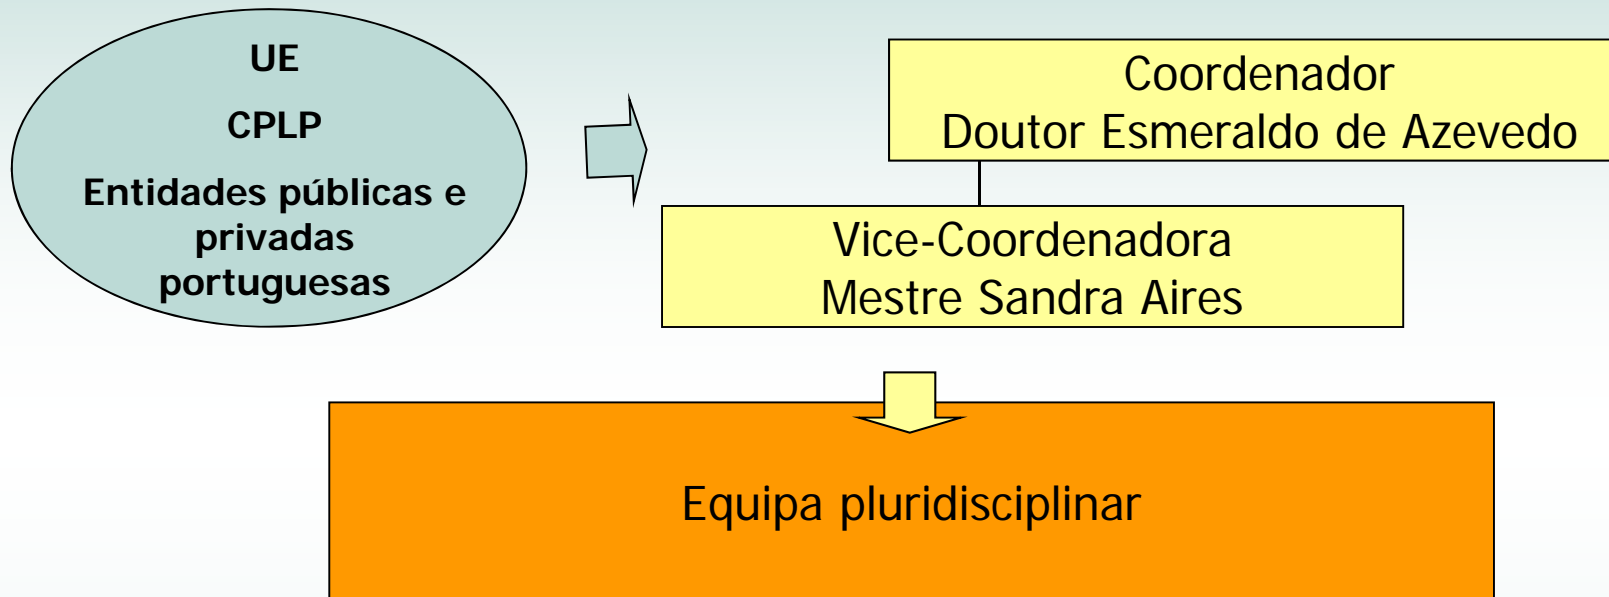 UE
CPLP
Entidades públicas e
privadas
portuguesas
Coordenador
Doutor Esmeraldo de Azevedo
Vice-Coordenadora
Mestre Sandra Aires
Equipa pluridisciplinar